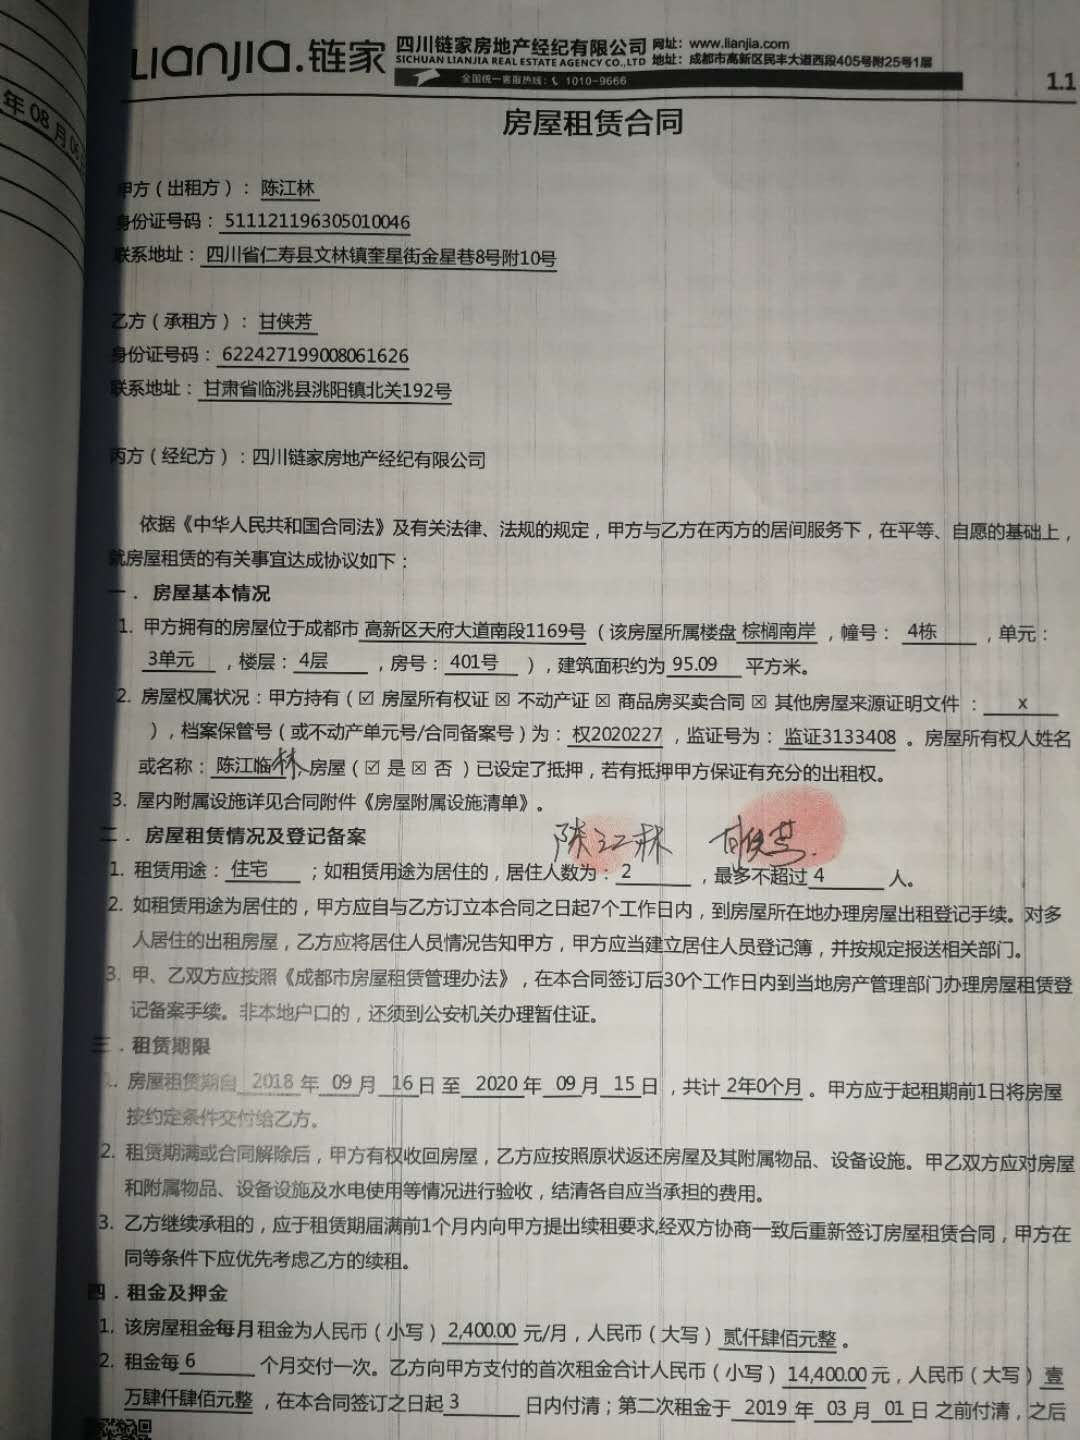 年08月06
LIANJIA.链家 四川链家房地产经纪有限公司 网址：www.lianjia.com
SICHUAN LIANJIA REAL ESTATE AGENCY CO.,LTD 地址：成都市高新区民丰大道西段405号附25号1层
全国统一客服热线：1010-9666
1.1
房屋租赁合同
甲方（出租方）：陈江林
身份证号码：511121196305010046
联系地址：四川省仁寿县文林镇奎星街金星巷8号附10号
乙方（承租方）：甘侠芳
身份证号码：622427199008061626
联系地址：甘肃省临洮县洮阳镇北关192号
丙方（经纪方）：四川链家房地产经纪有限公司
依据《中华人民共和国合同法》及有关法律、法规的规定，甲方与乙方在丙方的居间服务下，在平等、自愿的基础上，
就房屋租赁的有关事宜达成协议如下：
一．房屋基本情况
1. 甲方拥有的房屋位于成都市 高新区天府大道南段1169号（该房屋所属楼盘 棕榈南岸，幢号：4栋，单元：
3单元，楼层：4层，房号：401号），建筑面积约为 95.09 平方米。
2. 房屋权属状况：甲方持有（☑ 房屋所有权证 ☒ 不动产证 ☒ 商品房买卖合同 ☒ 其他房屋来源证明文件：x
），档案保管号（或不动产单元号/合同备案号）为：权2020227，监证号为：监证3133408。房屋所有权人姓名
或名称：陈江临林，房屋（☑ 是 ☒ 否）已设定了抵押，若有抵押甲方保证有充分的出租权。
3. 屋内附属设施详见合同附件《房屋附属设施清单》。
二．房屋租赁情况及登记备案
陈江林 甘侠芳
1. 租赁用途：住宅；如租赁用途为居住的，居住人数为：2，最多不超过 4 人。
2. 如租赁用途为居住的，甲方应自与乙方订立本合同之日起7个工作日内，到房屋所在地办理房屋出租登记手续。对多
人居住的出租房屋，乙方应将居住人员情况告知甲方，甲方应当建立居住人员登记簿，并按规定报送相关部门。
3. 甲、乙双方应按照《成都市房屋租赁管理办法》，在本合同签订后30个工作日内到当地房产管理部门办理房屋租赁登
记备案手续。非本地户口的，还须到公安机关办理暂住证。
三．租赁期限
1. 房屋租赁期自 2018 年 09 月 16 日 至 2020 年 09 月 15 日，共计 2年0个月。甲方应于起租期前1日将房屋
按约定条件交付给乙方。
2. 租赁期满或合同解除后，甲方有权收回房屋，乙方应按照原状返还房屋及其附属物品、设备设施。甲乙双方应对房屋
和附属物品、设备设施及水电使用等情况进行验收，结清各自应当承担的费用。
3. 乙方继续承租的，应于租赁期届满前1个月内向甲方提出续租要求,经双方协商一致后重新签订房屋租赁合同，甲方在
同等条件下应优先考虑乙方的续租。
四．租金及押金
1. 该房屋租金每月租金为人民币（小写）2,400.00 元/月，人民币（大写）贰仟肆佰元整。
2. 租金每 6 个月交付一次。乙方向甲方支付的首次租金合计人民币（小写）14,400.00 元，人民币（大写）壹
万肆仟肆佰元整，在本合同签订之日起 3 日内付清；第二次租金于 2019 年 03 月 01 日 之前付清，之后